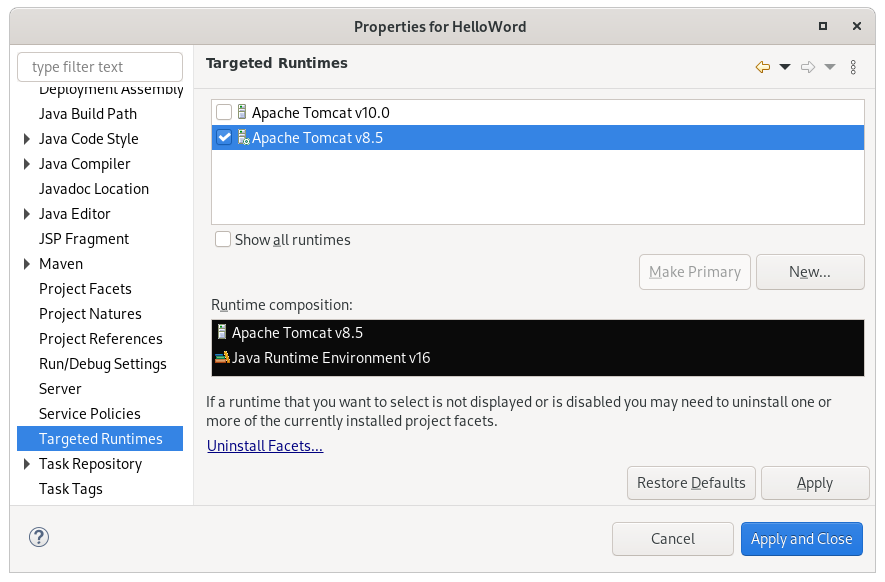 Properties for HelloWord
type filter text
Deployment Assembly
Java Build Path
Java Code Style
Java Compiler
Javadoc Location
Java Editor
JSP Fragment
Maven
Project Facets
Project Natures
Project References
Run/Debug Settings
Server
Service Policies
Targeted Runtimes
Task Repository
Task Tags
Targeted Runtimes
Apache Tomcat v10.0
Apache Tomcat v8.5
Show all runtimes
Make Primary
New...
Runtime composition:
Apache Tomcat v8.5
Java Runtime Environment v16
If a runtime that you want to select is not displayed or is disabled you may need to uninstall one or
more of the currently installed project facets.
Uninstall Facets...
Restore Defaults
Apply
?
Cancel
Apply and Close